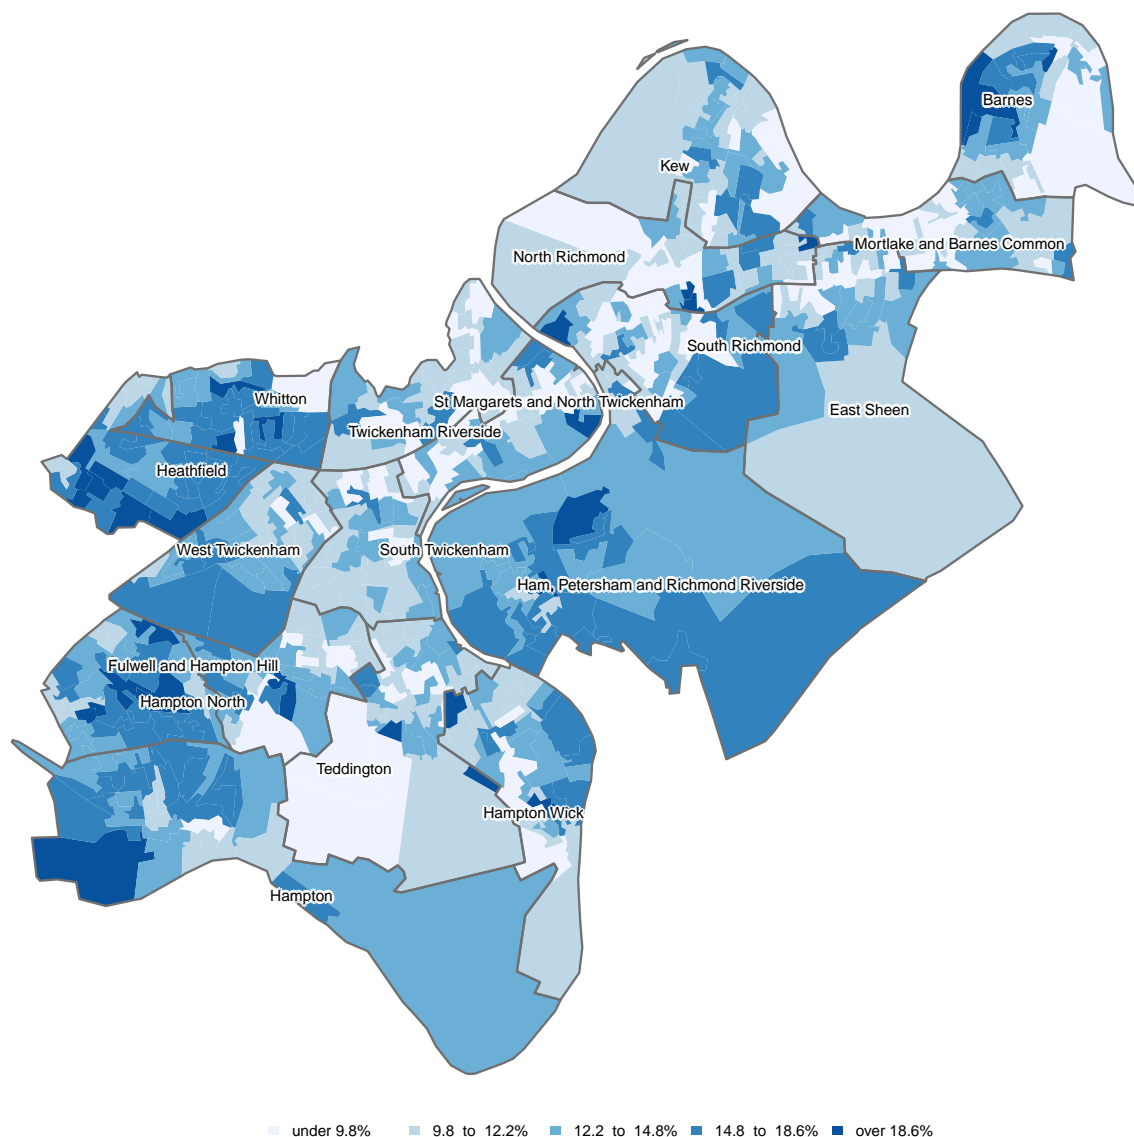 Barnes
Kew
Mortlake and Barnes Common
North Richmond
South Richmond
Whitton
St Margarets and North Twickenham
East Sheen
Twickenham Riverside
Heathfield
West Twickenham
South Twickenham
Ham, Petersham and Richmond Riverside
Fulwell and Hampton Hill
Hampton North
Teddington
Hampton Wick
Hampton
under 9.8% 9.8 to 12.2% 12.2 to 14.8% 14.8 to 18.6% over 18.6%